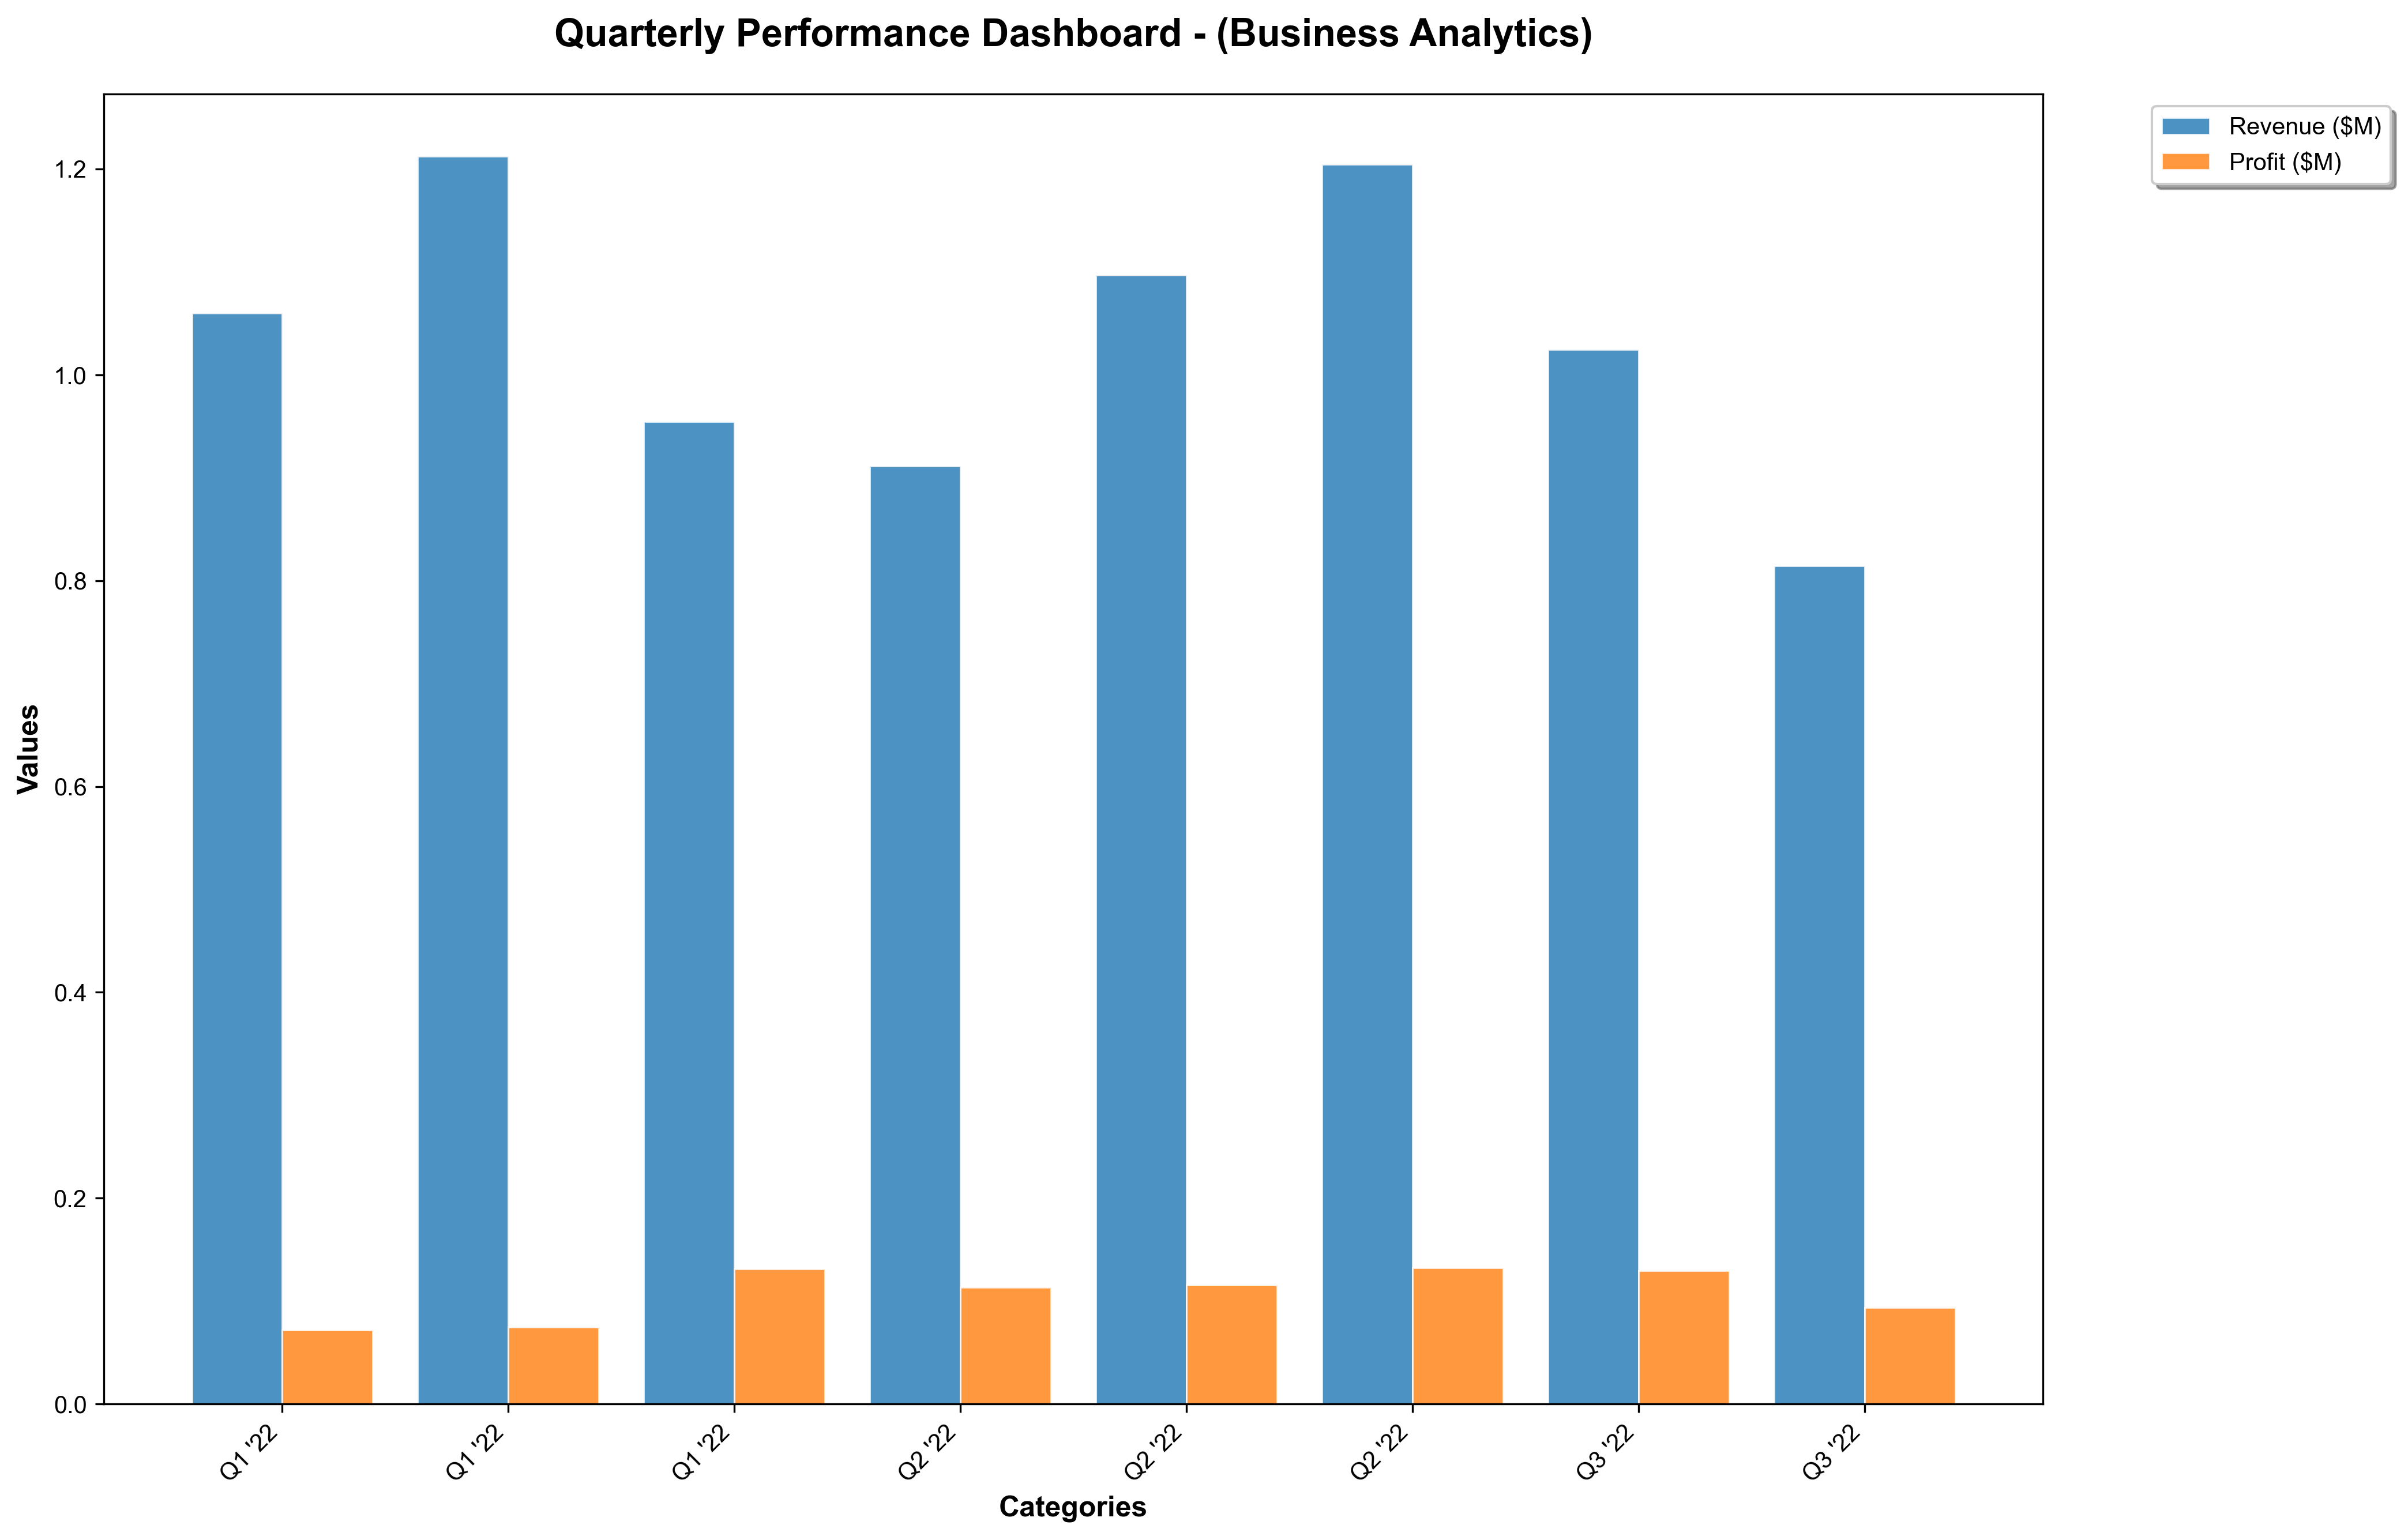 Quarterly Performance Dashboard - (Business Analytics)
Revenue ($M)
Profit ($M)
Values
1.2
1.0
0.8
0.6
0.4
0.2
0.0
Q1 '22
Q1 '22
Q1 '22
Q2 '22
Q2 '22
Q2 '22
Q3 '22
Q3 '22
Categories